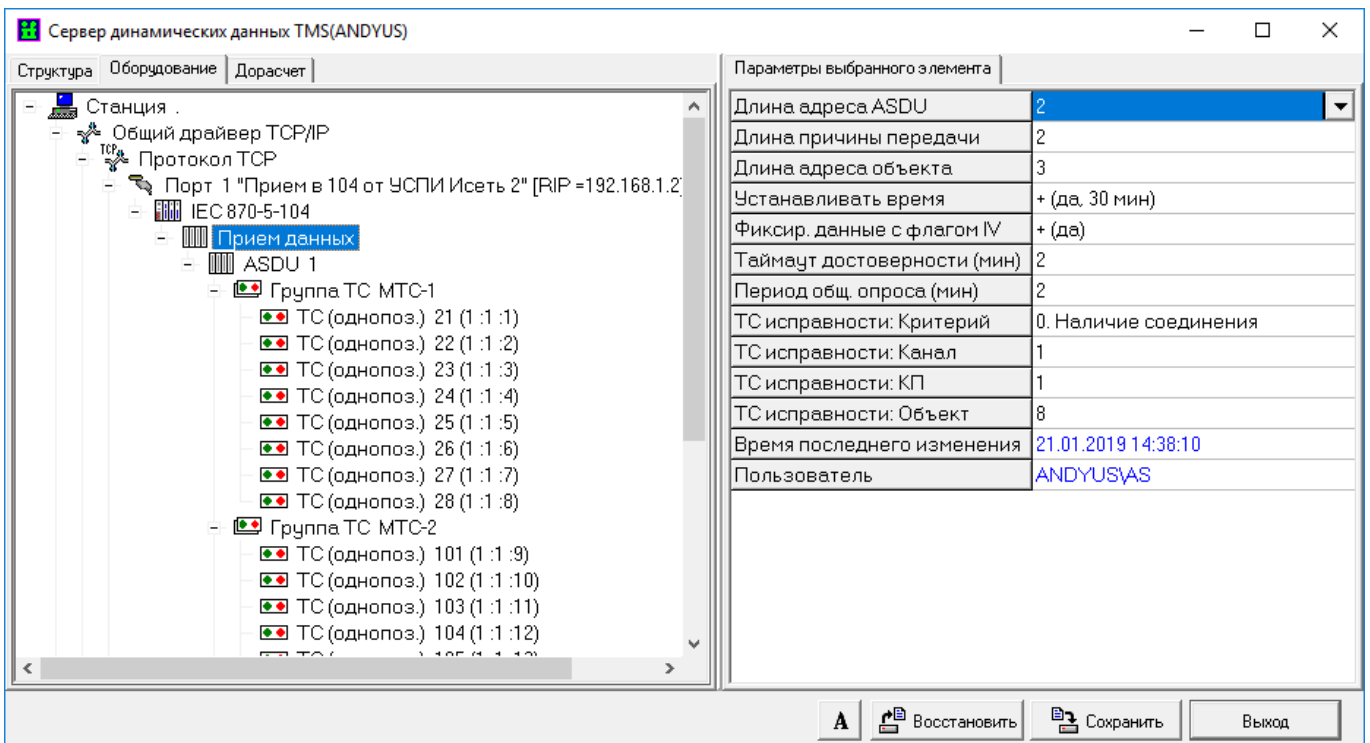 Сервер динамических данных TMS(ANDYUS)
Структура Оборудование Дорасчет
Станция .
Общий драйвер TCP/IP
TCP Протокол TCP
Порт 1 "Прием в 104 от УСПИ Исеть 2" [RIP =192.168.1.2]
IEC 870-5-104
Прием данных
ASDU 1
Группа ТС МТС-1
ТС (однопоз.) 21 (1 :1 :1)
ТС (однопоз.) 22 (1 :1 :2)
ТС (однопоз.) 23 (1 :1 :3)
ТС (однопоз.) 24 (1 :1 :4)
ТС (однопоз.) 25 (1 :1 :5)
ТС (однопоз.) 26 (1 :1 :6)
ТС (однопоз.) 27 (1 :1 :7)
ТС (однопоз.) 28 (1 :1 :8)
Группа ТС МТС-2
ТС (однопоз.) 101 (1 :1 :9)
ТС (однопоз.) 102 (1 :1 :10)
ТС (однопоз.) 103 (1 :1 :11)
ТС (однопоз.) 104 (1 :1 :12)
Параметры выбранного элемента
Длина адреса ASDU 2
Длина причины передачи 2
Длина адреса объекта 3
Устанавливать время + (да, 30 мин)
Фиксир. данные с флагом IV + (да)
Таймаут достоверности (мин) 2
Период общ. опроса (мин) 2
ТС исправности: Критерий 0. Наличие соединения
ТС исправности: Канал 1
ТС исправности: КП 1
ТС исправности: Объект 8
Время последнего изменения 21.01.2019 14:38:10
Пользователь ANDYUS\AS
A Восстановить Сохранить Выход